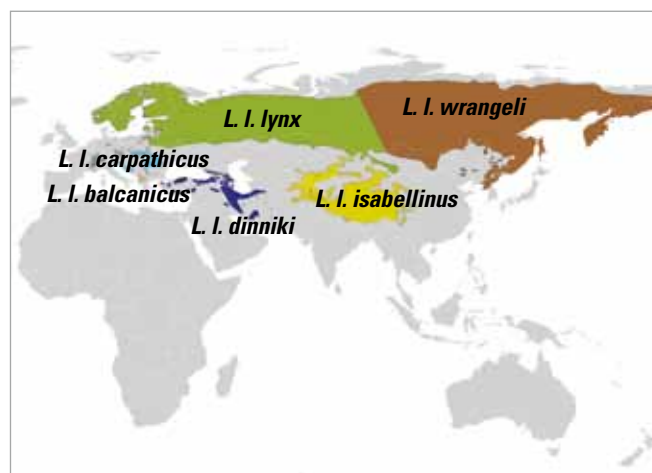 L. l. wrangeli
L. l. lynx
L. l. carpathicus
L. l. balcanicus
L. l. isabellinus
L. l. dinniki